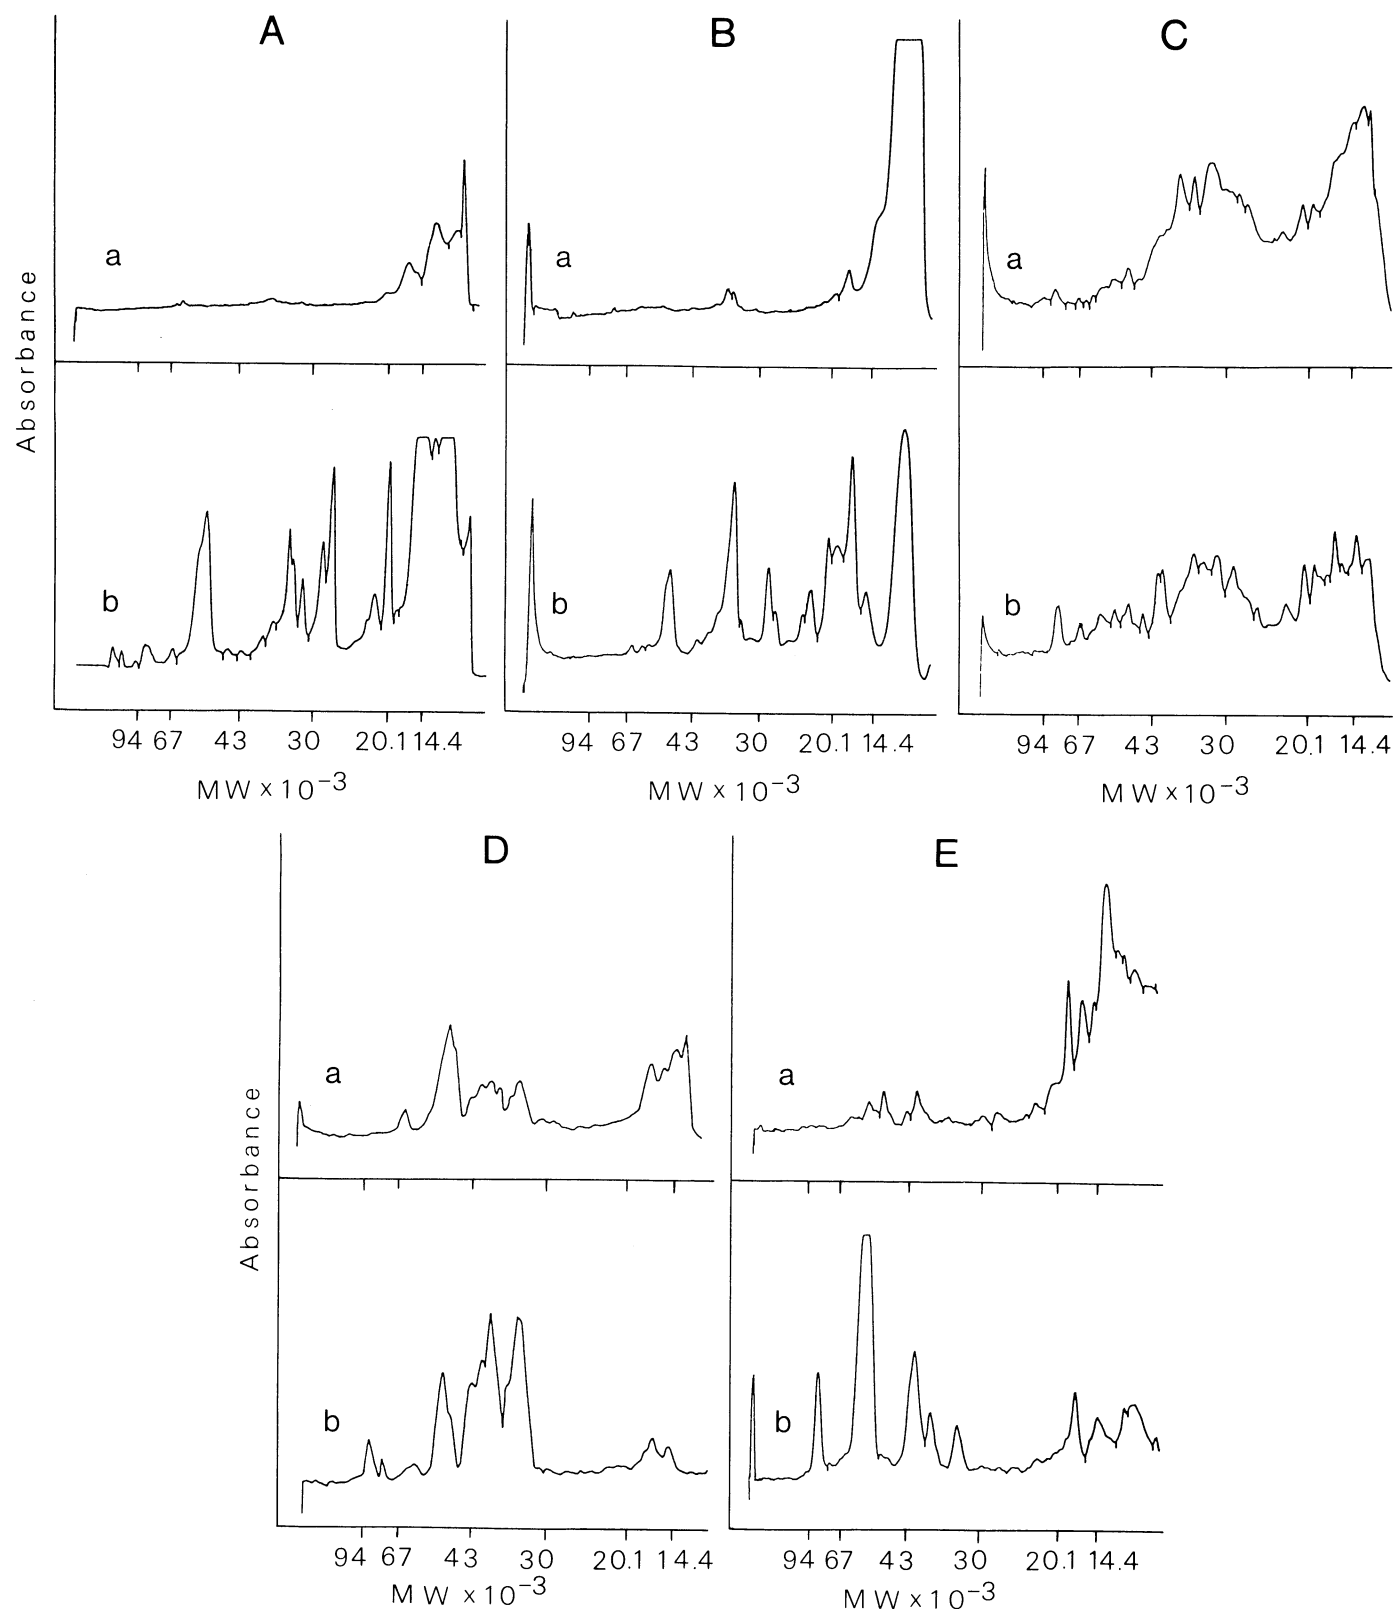 A B C
a a a
Absorbance
b b b
94 67 43 30 20.1 14.4 94 67 43 30 20.1 14.4 94 67 43 30 20.1 14.4
MW x 10⁻³ MW x 10⁻³ MW x 10⁻³
D E
a a
Absorbance
b b
94 67 43 30 20.1 14.4 94 67 43 30 20.1 14.4
MW x 10⁻³ MW x 10⁻³